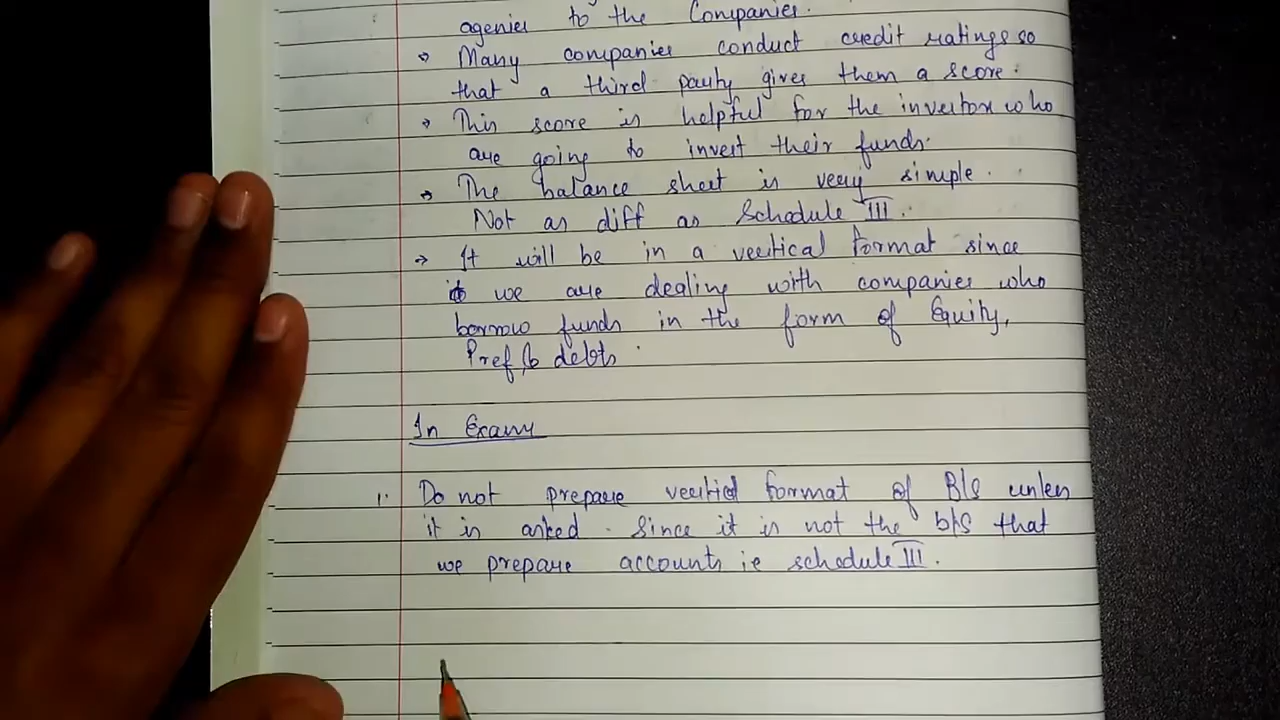 agenies to the Companies.
→ Many companies conduct credit ratings so
that a third party gives them a score.
→ This score is helpful for the investor who
are going to invest their funds.
→ The balance sheet is very simple.
Not as diff as Schedule III.
→ It will be in a vertical format since
we are dealing with companies who
borrow funds in the form of Equity,
Pref & debts.
In Exam
1. Do not prepare vertical format of B/S unless
it is asked. Since it is not the b/s that
we prepare accounts ie schedule III.